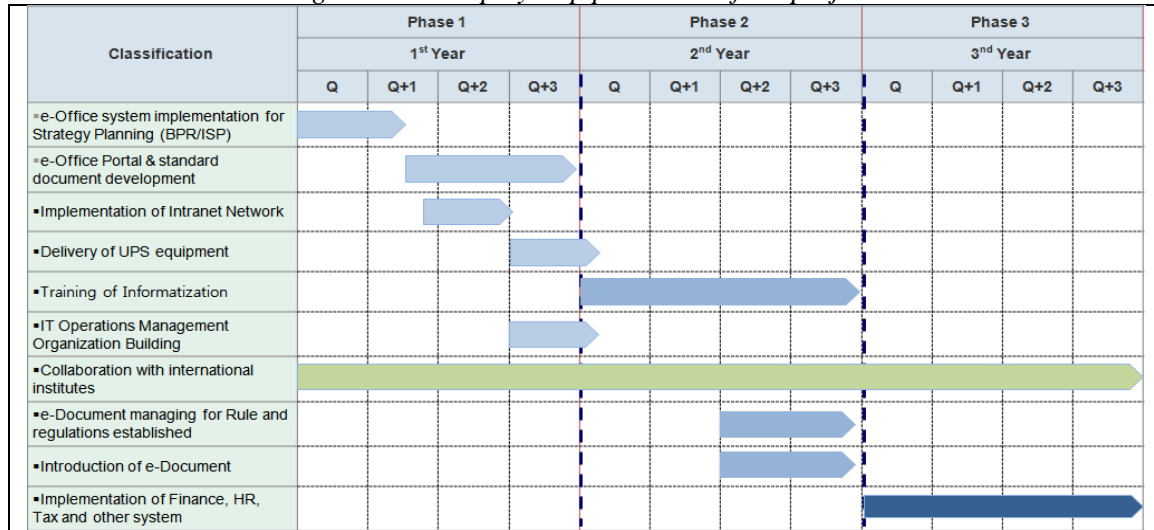 Phase 1 Phase 2 Phase 3
Classification
1st Year 2nd Year 3nd Year
Q Q+1 Q+2 Q+3 Q Q+1 Q+2 Q+3 Q Q+1 Q+2 Q+3
▪e-Office system implementation for
Strategy Planning (BPR/ISP)
▪e-Office Portal & standard
document development
▪Implementation of Intranet Network
▪Delivery of UPS equipment
▪Training of Informatization
▪IT Operations Management
Organization Building
▪Collaboration with international
institutes
▪e-Document managing for Rule and
regulations established
▪Introduction of e-Document
▪Implementation of Finance, HR,
Tax and other system